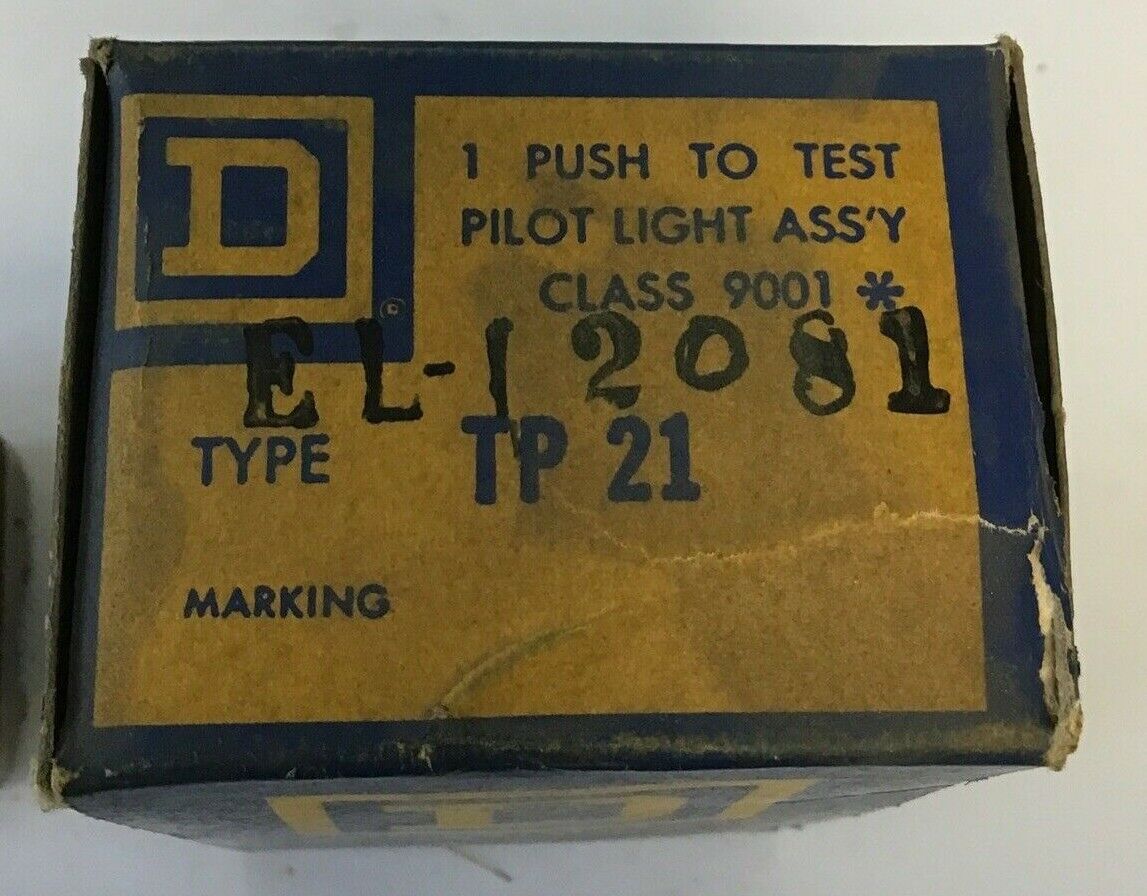 D
©
1 PUSH TO TEST
PILOT LIGHT ASS'Y
CLASS 9001 *
EL-12081
TYPE TP 21
MARKING